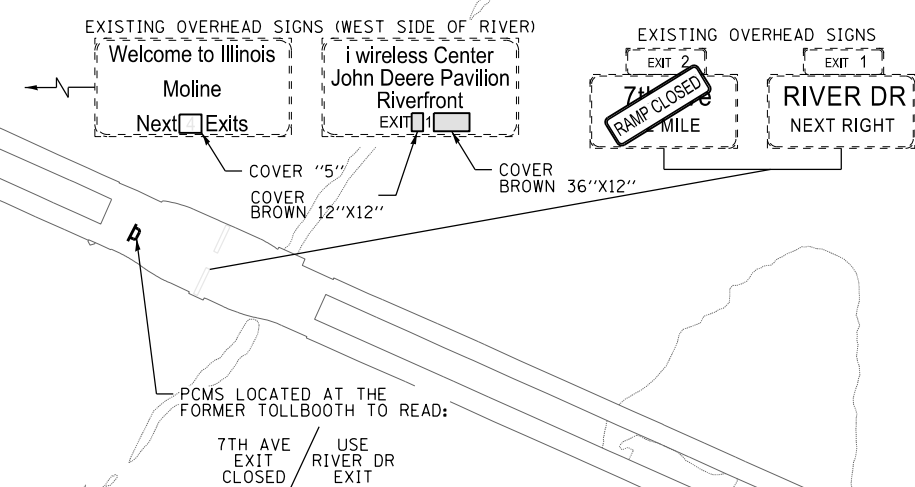 EXISTING OVERHEAD SIGNS (WEST SIDE OF RIVER)
Welcome to Illinois
Moline
Next 4 Exits
i wireless Center
John Deere Pavilion
Riverfront
EXIT 1
COVER "5"
COVER
BROWN 12"X12"
COVER
BROWN 36"X12"
EXISTING OVERHEAD SIGNS
EXIT 2
7th
RAMP CLOSED
MILE
EXIT 1
RIVER DR
NEXT RIGHT
PCMS LOCATED AT THE
FORMER TOLLBOOTH TO READ:
7TH AVE
EXIT
CLOSED
/
USE
RIVER DR
EXIT